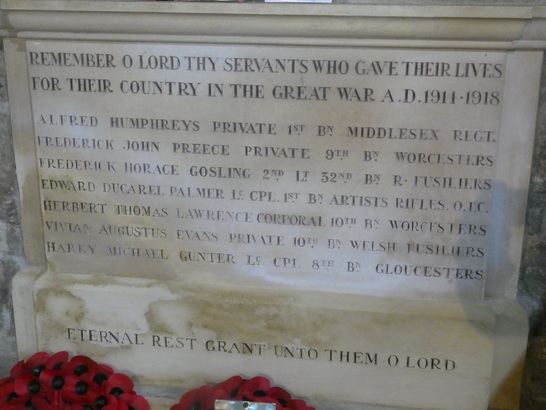 REMEMBER O LORD THY SERVANTS WHO GAVE THEIR LIVES
FOR THEIR COUNTRY IN THE GREAT WAR A.D. 1914-1918
ALFRED HUMPHREYS PRIVATE 1ST BN MIDDLESEX REGT.
FREDERICK JOHN PREECE PRIVATE 9TH BN WORCESTERS
FREDERICK HORACE GOSLING 2ND LT 32ND BN R. FUSILIERS
EDWARD DUCAREL PALMER LC CPL. 1ST BN ARTISTS RIFLES, O.T.C.
HERBERT THOMAS LAWRENCE CORPORAL 10TH BN WORCESTERS
VIVIAN AUGUSTUS EVANS PRIVATE 10TH BN WELSH FUSILIERS
HARRY MICHAEL GUNTER LC CPL 8TH BN GLOUCESTERS
ETERNAL REST GRANT UNTO THEM O LORD